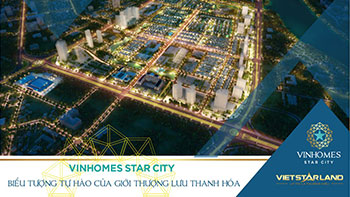 VINHOMES STAR CITY
BIỂU TƯỢNG TỰ HÀO CỦA GIỚI THƯỢNG LƯU THANH HÓA
VINHOMES
STAR CITY
VIETSTARLAND